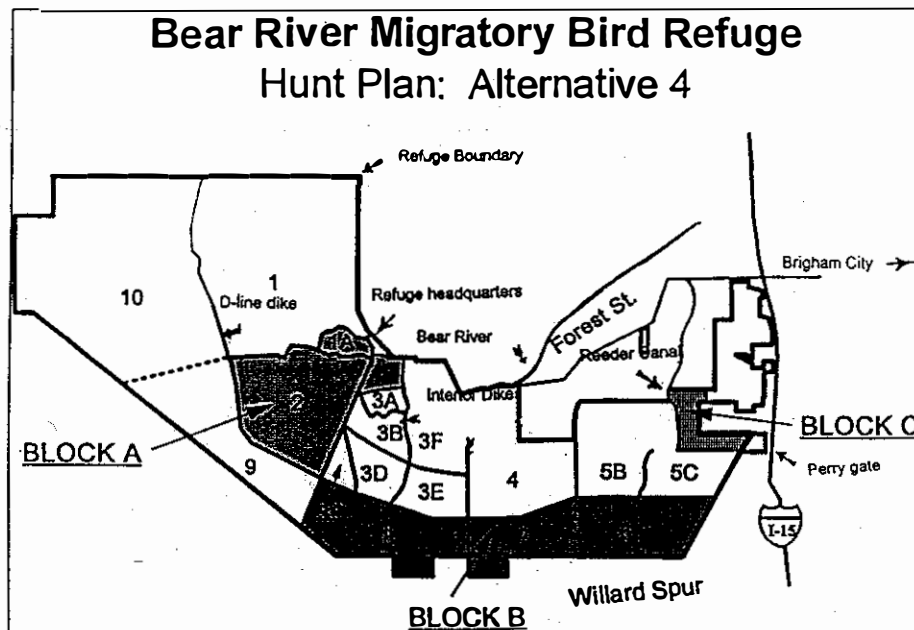 Bear River Migratory Bird Refuge
Hunt Plan: Alternative 4
Refuge Boundary
Brigham City
10
1
D-line dike
Refuge headquarters
Bear River
Forest St.
Reeder Canal
Interior Dike
2
3A
3B
3F
BLOCK A
BLOCK C
9
3D
3E
4
5B
5C
Perry gate
I-15
Willard Spur
BLOCK B